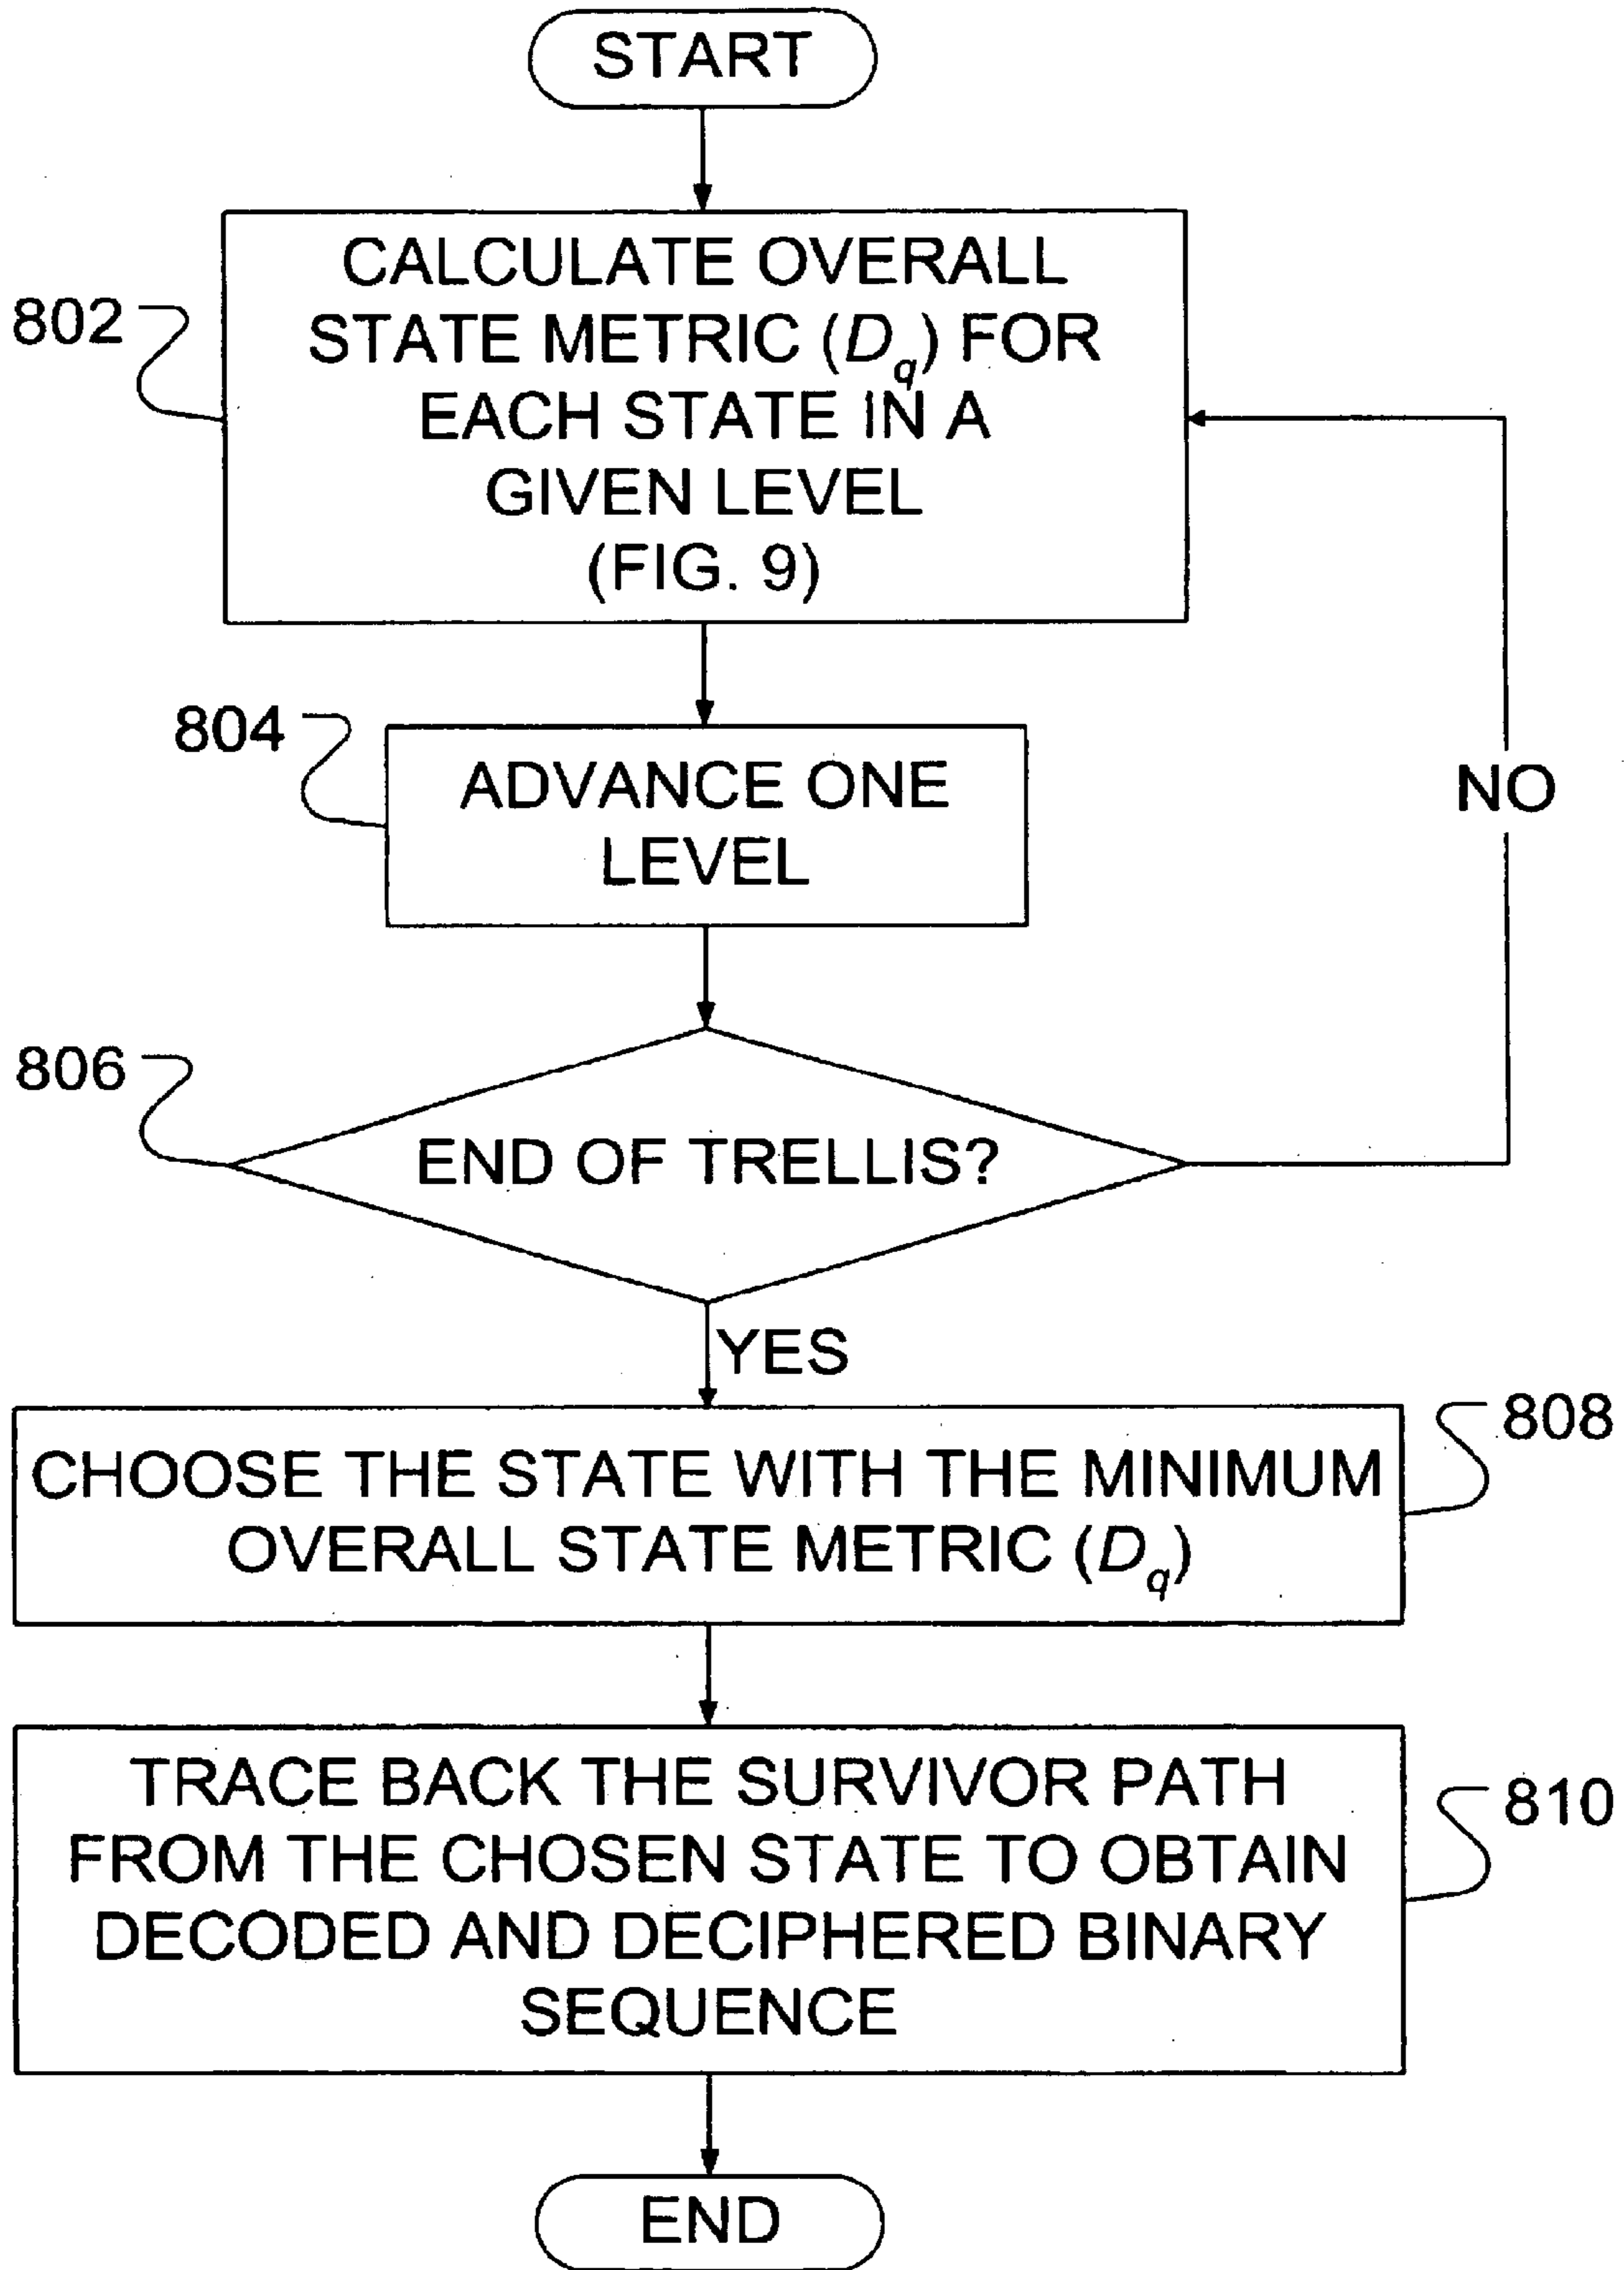 START
802
CALCULATE OVERALL
STATE METRIC (D_q) FOR
EACH STATE IN A
GIVEN LEVEL
(FIG. 9)
804
ADVANCE ONE
LEVEL
NO
806
END OF TRELLIS?
YES
808
CHOOSE THE STATE WITH THE MINIMUM
OVERALL STATE METRIC (D_q)
810
TRACE BACK THE SURVIVOR PATH
FROM THE CHOSEN STATE TO OBTAIN
DECODED AND DECIPHERED BINARY
SEQUENCE
END